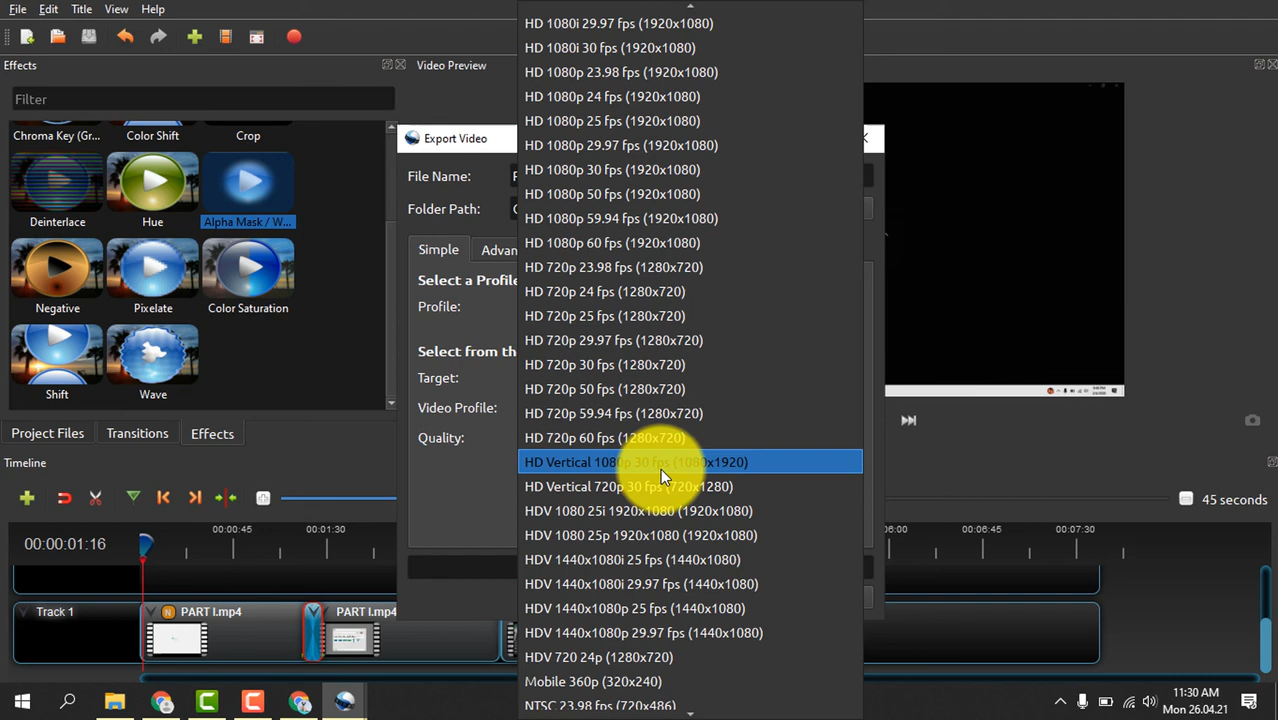 File Edit Title View Help
Effects
Video Preview
Filter
Chroma Key (Gr...
Color Shift
Crop
Deinterlace
Hue
Alpha Mask / W...
Negative
Pixelate
Color Saturation
Shift
Wave
Project Files
Transitions
Effects
Export Video
File Name:
Folder Path:
Simple
Advan
Select a Profile
Profile:
Select from th
Target:
Video Profile:
Quality:
HD 1080i 29.97 fps (1920x1080)
HD 1080i 30 fps (1920x1080)
HD 1080p 23.98 fps (1920x1080)
HD 1080p 24 fps (1920x1080)
HD 1080p 25 fps (1920x1080)
HD 1080p 29.97 fps (1920x1080)
HD 1080p 30 fps (1920x1080)
HD 1080p 50 fps (1920x1080)
HD 1080p 59.94 fps (1920x1080)
HD 1080p 60 fps (1920x1080)
HD 720p 23.98 fps (1280x720)
HD 720p 24 fps (1280x720)
HD 720p 25 fps (1280x720)
HD 720p 29.97 fps (1280x720)
HD 720p 30 fps (1280x720)
HD 720p 50 fps (1280x720)
HD 720p 59.94 fps (1280x720)
HD 720p 60 fps (1280x720)
HD Vertical 1080p 30 fps (1080x1920)
HD Vertical 720p 30 fps (720x1280)
HDV 1080 25i 1920x1080 (1920x1080)
HDV 1080 25p 1920x1080 (1920x1080)
HDV 1440x1080i 25 fps (1440x1080)
HDV 1440x1080i 29.97 fps (1440x1080)
HDV 1440x1080p 25 fps (1440x1080)
HDV 1440x1080p 29.97 fps (1440x1080)
HDV 720 24p (1280x720)
Mobile 360p (320x240)
NTSC 23.98 fps (720x486)
Timeline
45 seconds
00:00:01:16
00:00:45
00:01:30
06:00
00:06:45
00:07:30
Track 1
PART I.mp4
PART I.mp4
11:30 AM
Mon 26.04.21